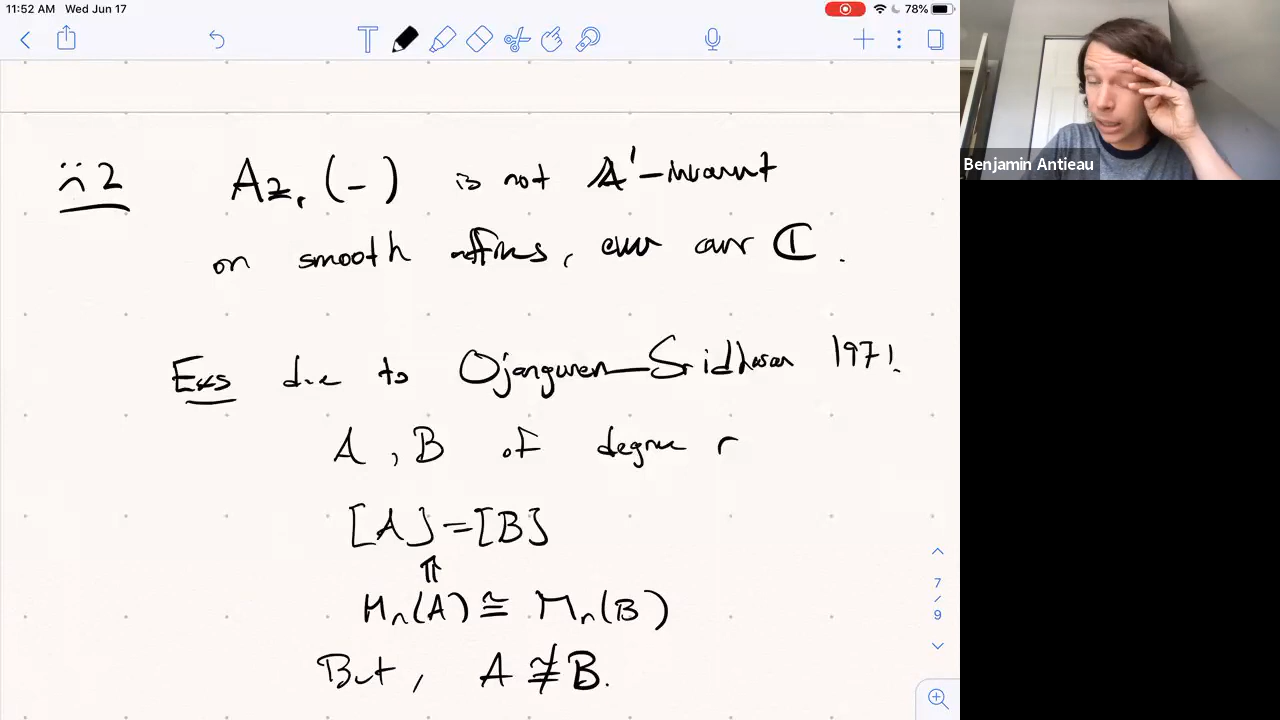 11:52 AM Wed Jun 17
78%
n2 Az_r(-) is not A^1-invariant
on smooth affines, even over ℂ.
Exs due to Ojanguren-Sridharan 1971.
A, B of degree r
[A]=[B]
⇑
M_n(A) ≅ M_n(B)
But, A ≇ B.
7
/
9
Benjamin Antieau